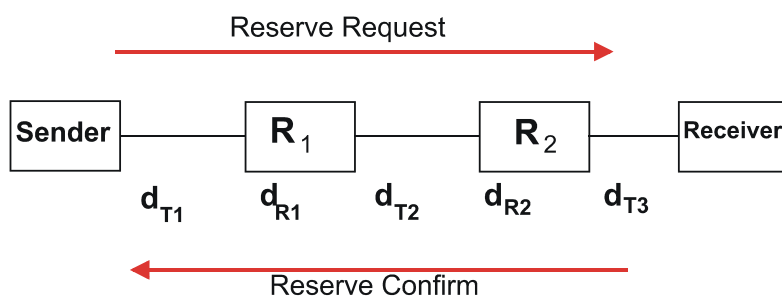 Reserve Request
Sender
R1
R2
Receiver
dT1
dR1
dT2
dR2
dT3
Reserve Confirm